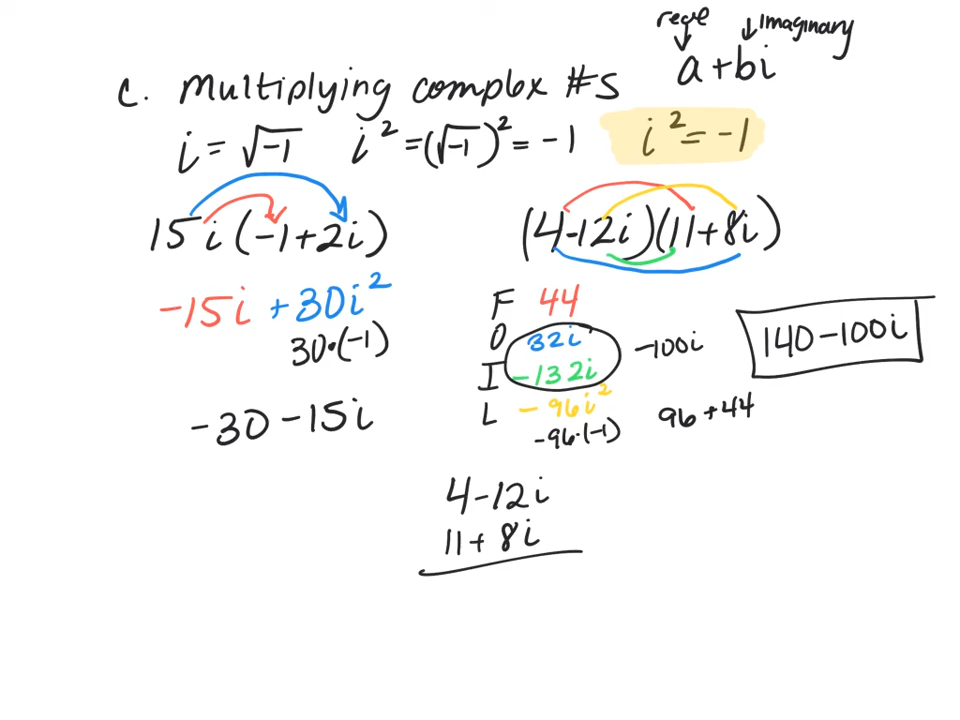 ↓ Imaginary
a + bi
c. Multiplying complex #s
i = √-1 i² = (√-1)² = -1 i² = -1
15i(-1+2i) (4-12i)(11+8i)
-15i + 30i²
30·(-1)
-30 - 15i
F 44
O 32i
I -132i
-100i
L -96i²
-96·(-1)
96 + 44
140 - 100i
4 - 12i
11 + 8i